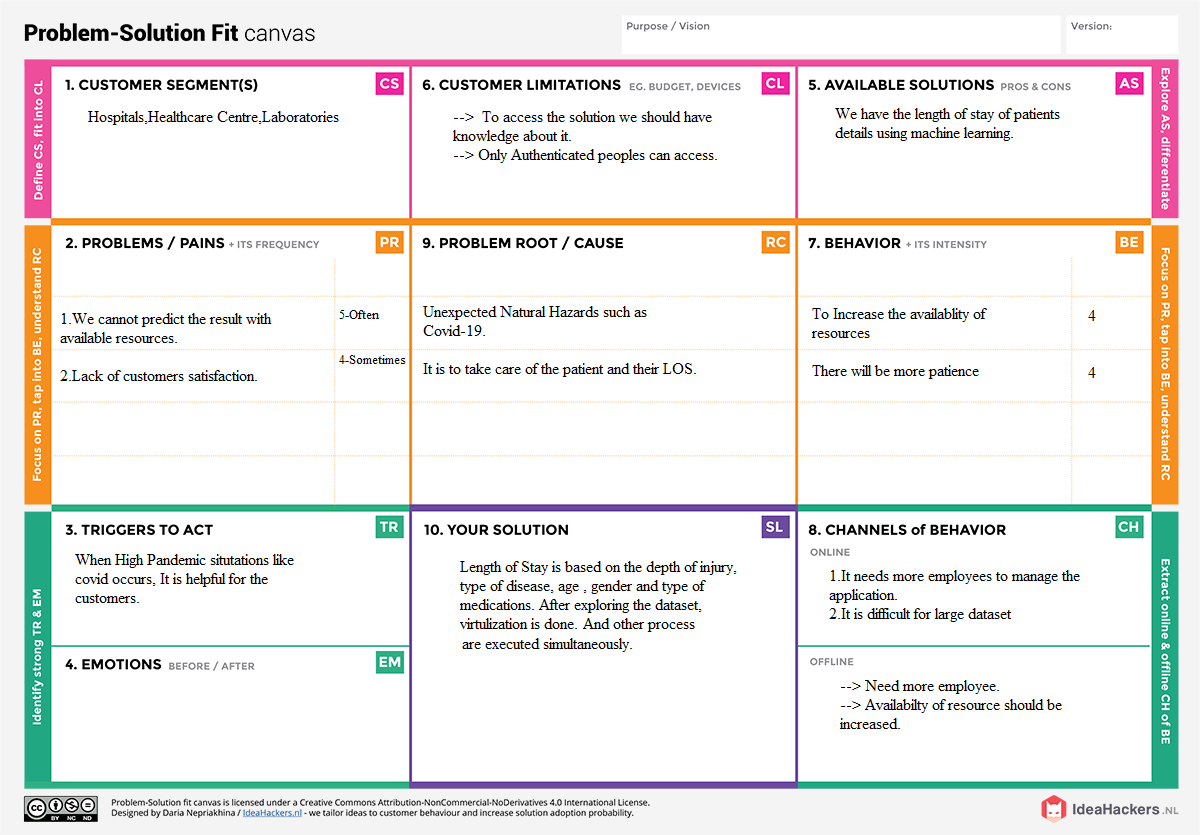 Problem-Solution Fit canvas
Purpose / Vision
Version:
Define CS, fit into CL
1. CUSTOMER SEGMENT(S)
CS
Hospitals,Healthcare Centre,Laboratories
6. CUSTOMER LIMITATIONS EG. BUDGET, DEVICES
CL
--> To access the solution we should have
knowledge about it.
--> Only Authenticated peoples can access.
5. AVAILABLE SOLUTIONS PROS & CONS
AS
We have the length of stay of patients
details using machine learning.
Explore AS, differentiate
Focus on PR, tap into BE, understand RC
2. PROBLEMS / PAINS + ITS FREQUENCY
PR
1.We cannot predict the result with
available resources.
5-Often
2.Lack of customers satisfaction.
4-Sometimes
9. PROBLEM ROOT / CAUSE
RC
Unexpected Natural Hazards such as
Covid-19.
It is to take care of the patient and their LOS.
7. BEHAVIOR + ITS INTENSITY
BE
To Increase the availablity of
resources
4
There will be more patience
4
Focus on PR, tap into BE, understand RC
Identify strong TR & EM
3. TRIGGERS TO ACT
TR
When High Pandemic situtations like
covid occurs, It is helpful for the
customers.
4. EMOTIONS BEFORE / AFTER
EM
10. YOUR SOLUTION
SL
Length of Stay is based on the depth of injury,
type of disease, age , gender and type of
medications. After exploring the dataset,
virtulization is done. And other process
are executed simultaneously.
8. CHANNELS of BEHAVIOR
CH
ONLINE
1.It needs more employees to manage the
application.
2.It is difficult for large dataset
OFFLINE
--> Need more employee.
--> Availabilty of resource should be
increased.
Extract online & offline CH of BE
CC
BY NC ND
Problem-Solution fit canvas is licensed under a Creative Commons Attribution-NonCommercial-NoDerivatives 4.0 International License.
Designed by Daria Nepriakhina / IdeaHackers.nl - we tailor ideas to customer behaviour and increase solution adoption probability.
IdeaHackers.NL